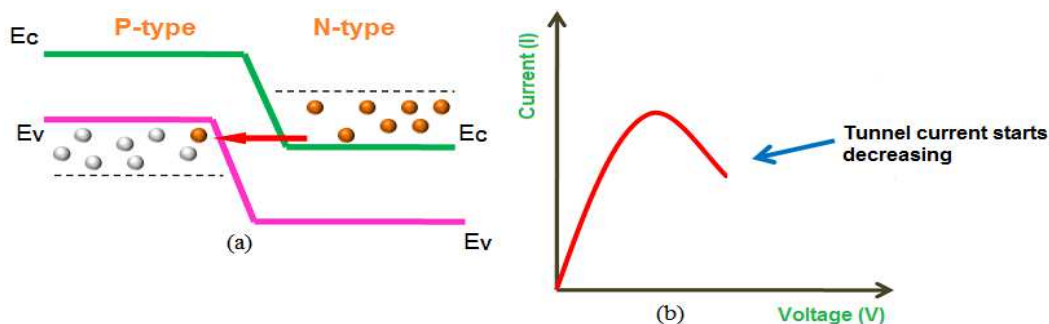 P-type
N-type
Ec
Ev
Ec
Ev
(a)
Current (I)
Tunnel current starts
decreasing
(b)
Voltage (V)